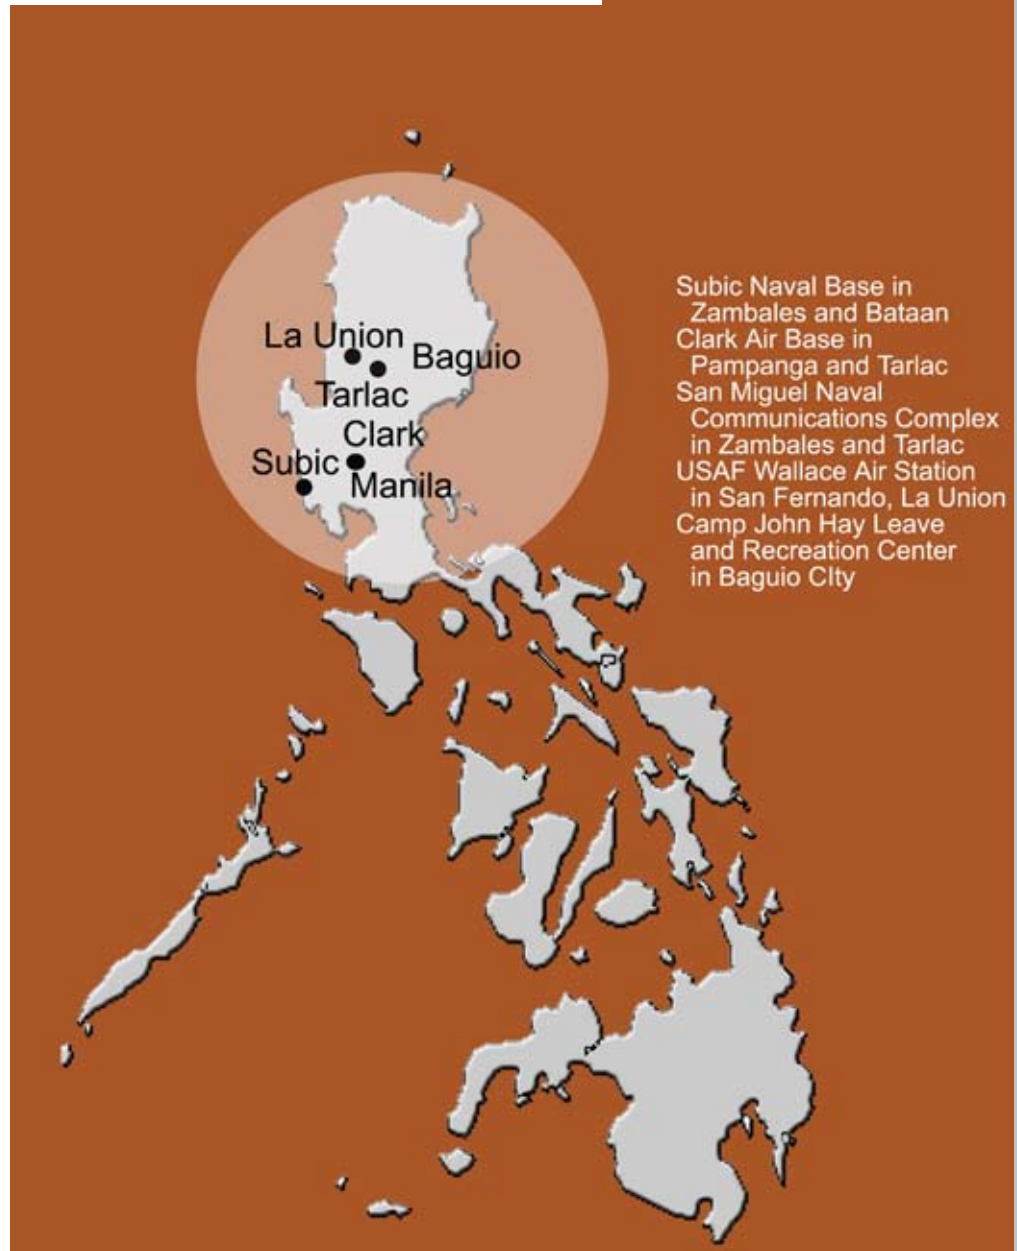 La Union
Baguio
Tarlac
Clark
Subic
Manila
Subic Naval Base in
Zambales and Bataan
Clark Air Base in
Pampanga and Tarlac
San Miguel Naval
Communications Complex
in Zambales and Tarlac
USAF Wallace Air Station
in San Fernando, La Union
Camp John Hay Leave
and Recreation Center
in Baguio CIty